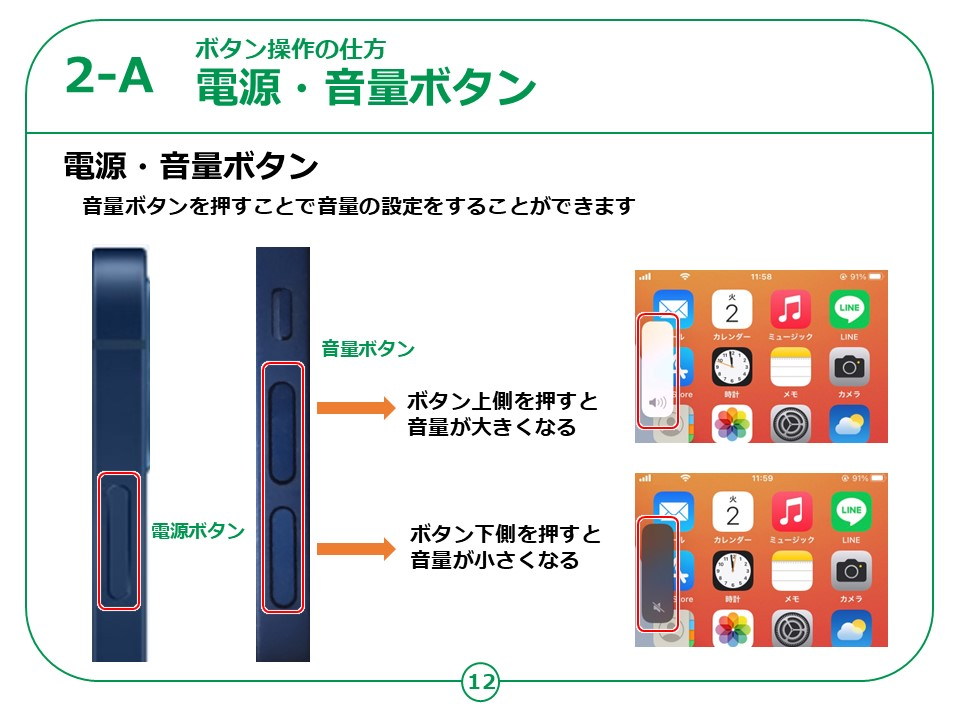 2-A
ボタン操作の仕方
電源・音量ボタン
電源・音量ボタン
音量ボタンを押すことで音量の設定をすることができます
音量ボタン
ボタン上側を押すと
音量が大きくなる
電源ボタン
ボタン下側を押すと
音量が小さくなる
11:58
91%
火
2
LINE
ール
カレンダー
ミュージック
LINE
Store
時計
メモ
カメラ
11:59
91%
火
2
LINE
ール
カレンダー
ミュージック
LINE
Store
時計
メモ
カメラ
12